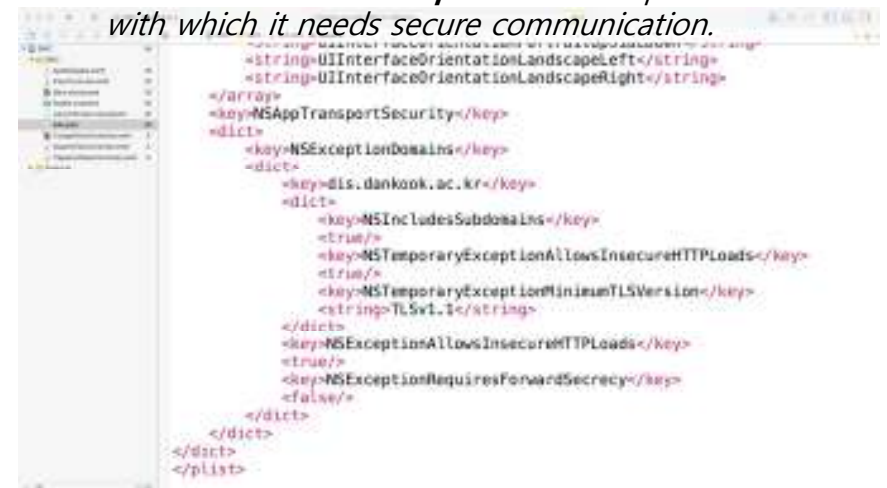 with which it needs secure communication.
<string>UIInterfaceOrientationLandscapeLeft</string>
<string>UIInterfaceOrientationLandscapeRight</string>
</array>
<key>NSAppTransportSecurity</key>
<dict>
<key>NSExceptionDomains</key>
<dict>
<key>dis.dankook.ac.kr</key>
<dict>
<key>NSIncludesSubdomains</key>
<true/>
<key>NSTemporaryExceptionAllowsInsecureHTTPLoads</key>
<true/>
<key>NSTemporaryExceptionMinimumTLSVersion</key>
<string>TLSv1.1</string>
</dict>
<key>NSExceptionAllowsInsecureHTTPLoads</key>
<true/>
<key>NSExceptionRequiresForwardSecrecy</key>
<false/>
</dict>
</dict>
</dict>
</plist>